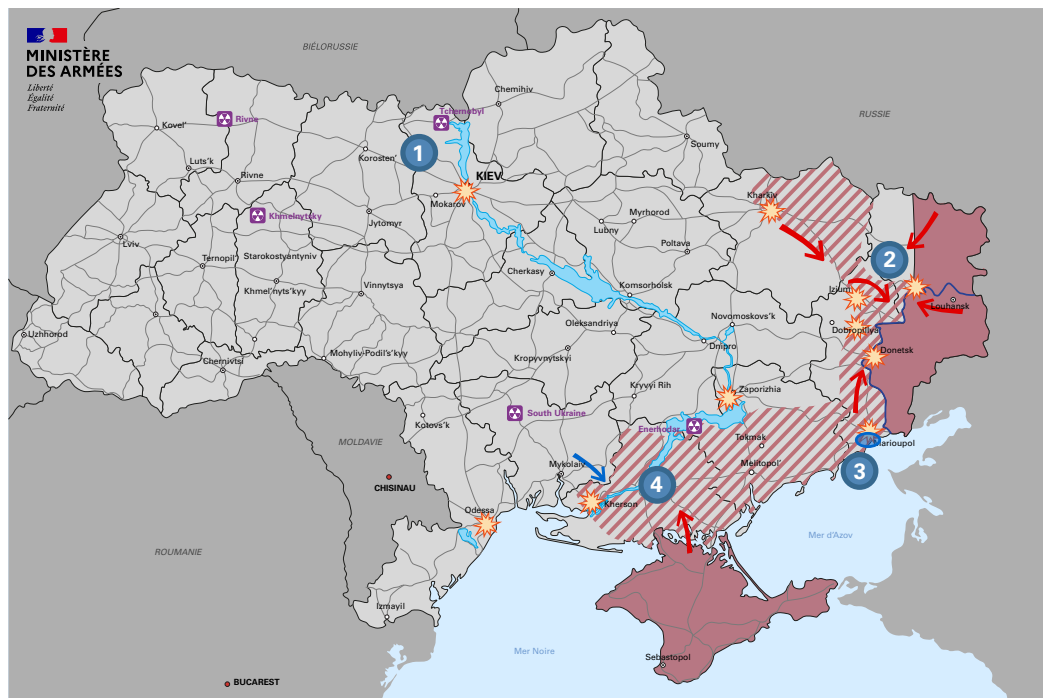 MINISTÈRE
DES ARMÉES
Liberté
Égalité
Fraternité
BIÉLORUSSIE
RUSSIE
Chernihiv
Tchernobyl
Rivne
Kovel'
Soumy
1
Korosten'
Luts'k
Rivne
KIEV
Kharkiv
Mokarov
Khmelnytsky
Jytomyr
Myrhorod
Lubny
Lviv
Starokostyantyniv
Poltava
Ternopil'
2
Cherkasy
Khmel'nyts'kyy
Vinnytsya
Izium
Komsorholsk
Louhansk
Novomoskovs'k
Oleksandriya
Dobropillya
Uzhhorod
Dnipro
Donetsk
Chernivtsi
Mohyliv-Podil's'kyy
Kropyvnytskyi
Kryvyi Rih
Zaporizhia
South Ukraine
Kotovs'k
Enerhodar
Tokmak
Marioupol
MOLDAVIE
Mykolaiv
Melitopol'
3
4
CHISINAU
Kherson
Odessa
Mer d'Azov
ROUMANIE
Izmayil
Mer Noire
Sebastopol
BUCAREST